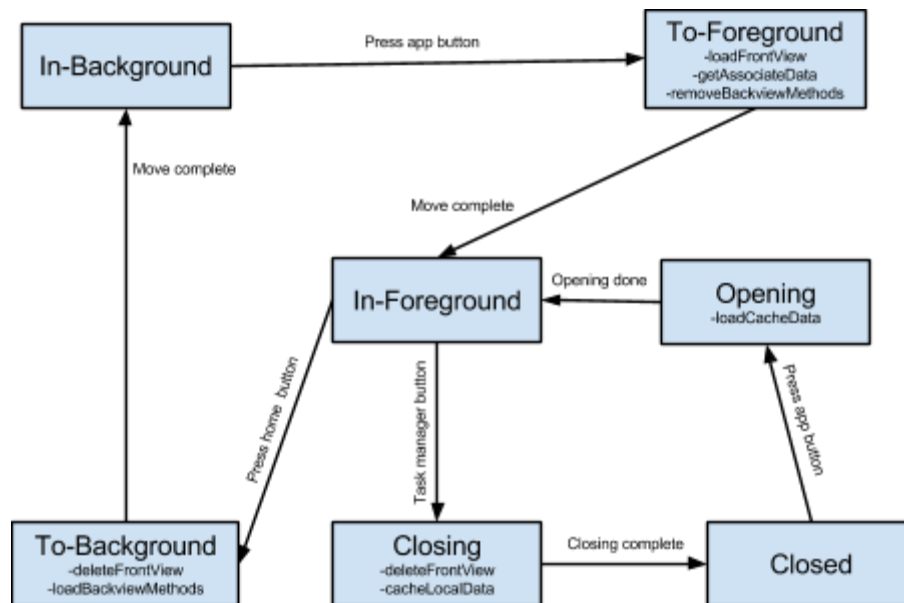 To-Foreground
-loadFrontView
-getAssociateData
-removeBackviewMethods
Press app button
In-Background
Move complete
Move complete
In-Foreground
Opening done
Opening
-loadCacheData
Press home button
Task manager button
Press app button
To-Background
-deleteFrontView
-loadBackviewMethods
Closing
-deleteFrontView
-cacheLocalData
Closing complete
Closed